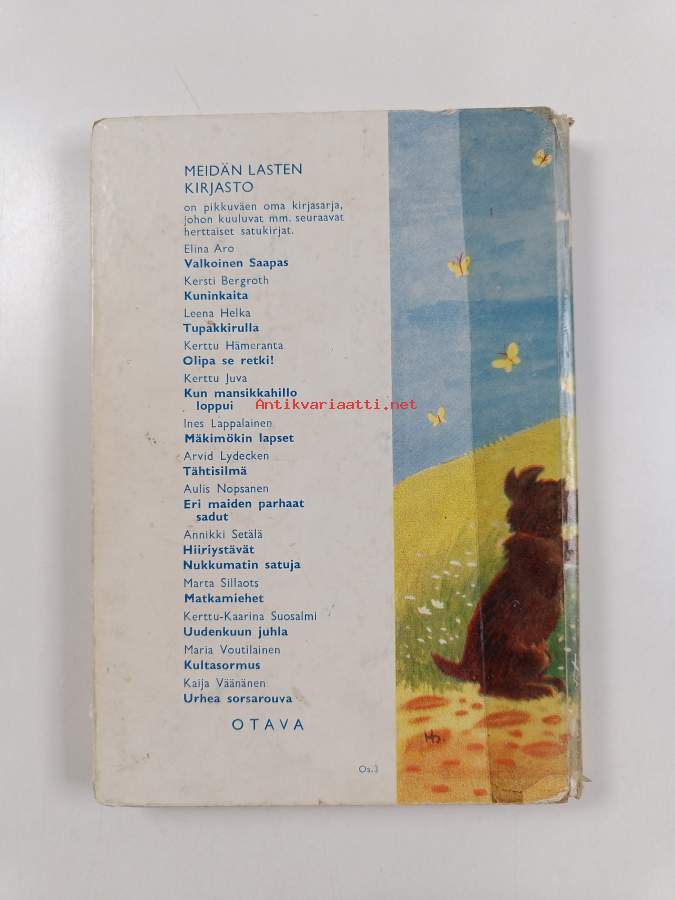 MEIDÄN LASTEN
KIRJASTO
on pikkuväen oma kirjasarja,
johon kuuluvat mm. seuraavat
herttaiset satukirjat.
Elina Aro
Valkoinen Saapas
Kersti Bergroth
Kuninkaita
Leena Helka
Tupakkirulla
Kerttu Hämeranta
Olipa se retki!
Kerttu Juva
Kun mansikkahillo
loppui
Antikvariaatti.net
Ines Lappalainen
Mäkimökin lapset
Arvid Lydecken
Tähtisilmä
Aulis Nopsanen
Eri maiden parhaat
sadut
Annikki Setälä
Hiiriystävät
Nukkumatin satuja
Marta Sillaots
Matkamiehet
Kerttu-Kaarina Suosalmi
Uudenkuun juhla
Maria Voutilainen
Kultasormus
Kaija Väänänen
Urhea sorsarouva
OTAVA
Os.3